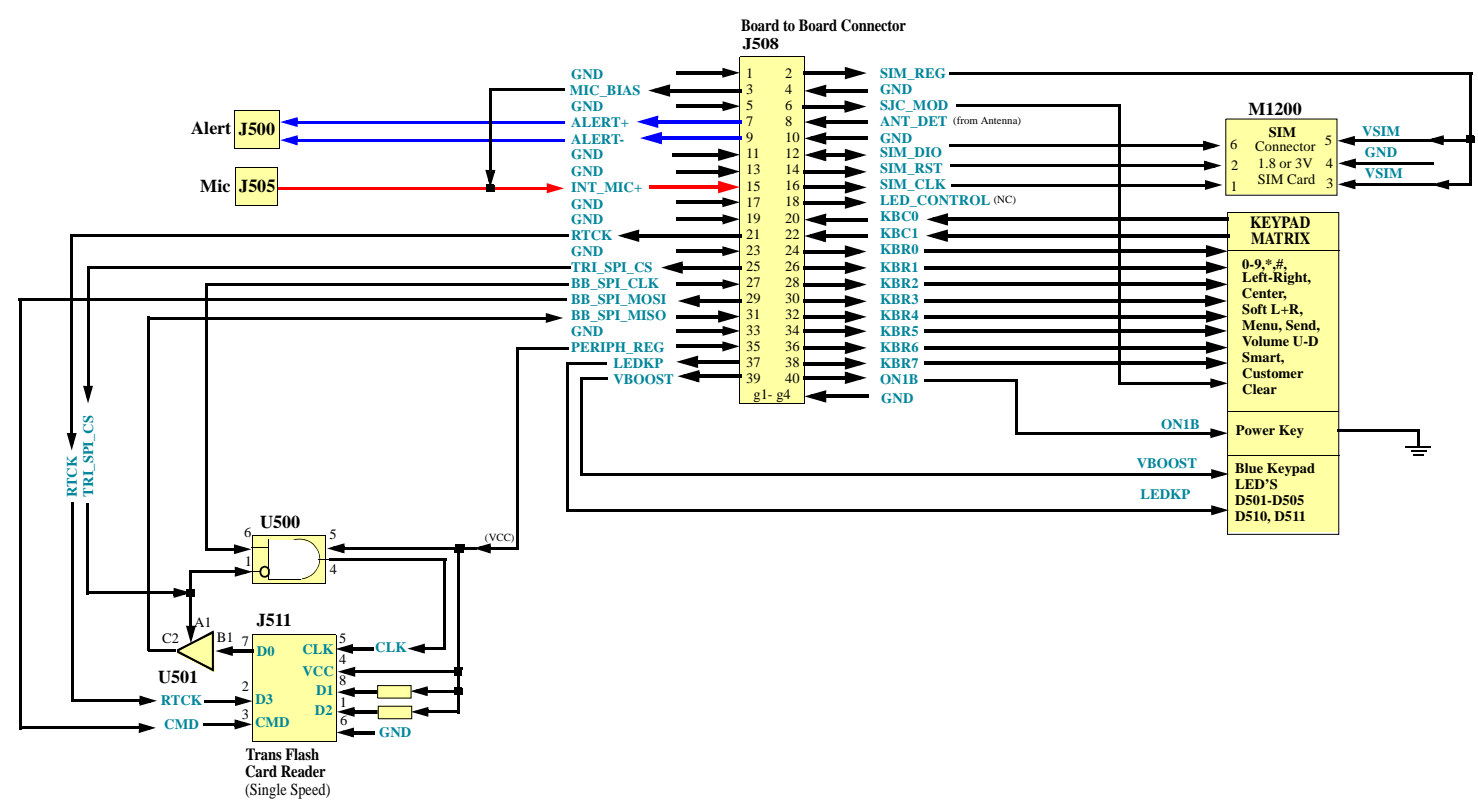 Board to Board Connector
J508
GND 1 2 SIM_REG
MIC_BIAS 3 4 GND
GND 5 6 SJC_MOD
ALERT+ 7 8 ANT_DET (from Antenna)
ALERT- 9 10 GND
GND 11 12 SIM_DIO
GND 13 14 SIM_RST
INT_MIC+ 15 16 SIM_CLK
GND 17 18 LED_CONTROL (NC)
GND 19 20 KBC0
RTCK 21 22 KBC1
GND 23 24 KBR0
TRI_SPI_CS 25 26 KBR1
BB_SPI_CLK 27 28 KBR2
BB_SPI_MOSI 29 30 KBR3
BB_SPI_MISO 31 32 KBR4
GND 33 34 KBR5
PERIPH_REG 35 36 KBR6
LEDKP 37 38 KBR7
VBOOST 39 40 ON1B
g1- g4 GND
Alert J500
Mic J505
M1200
SIM
Connector
1.8 or 3V
SIM Card
6
2
1
5 VSIM
4 GND
3 VSIM
KEYPAD
MATRIX
0-9,*,#,
Left-Right,
Center,
Soft L+R,
Menu, Send,
Volume U-D
Smart,
Customer
Clear
ON1B Power Key
VBOOST
LEDKP
Blue Keypad
LED'S
D501-D505
D510, D511
RTCK
TRI_SPI_CS
U500
6
1
5
4
(VCC)
J511
C2 A1 B1
U501
7 D0
2 D3
3 CMD
RTCK
CMD
CLK 5 CLK
VCC 4
D1 8
D2 1
6 GND
Trans Flash
Card Reader
(Single Speed)